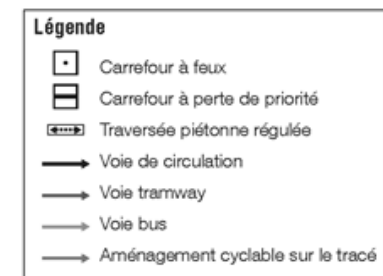 Légende
Carrefour à feux
Carrefour à perte de priorité
Traversée piétonne régulée
Voie de circulation
Voie tramway
Voie bus
Aménagement cyclable sur le tracé